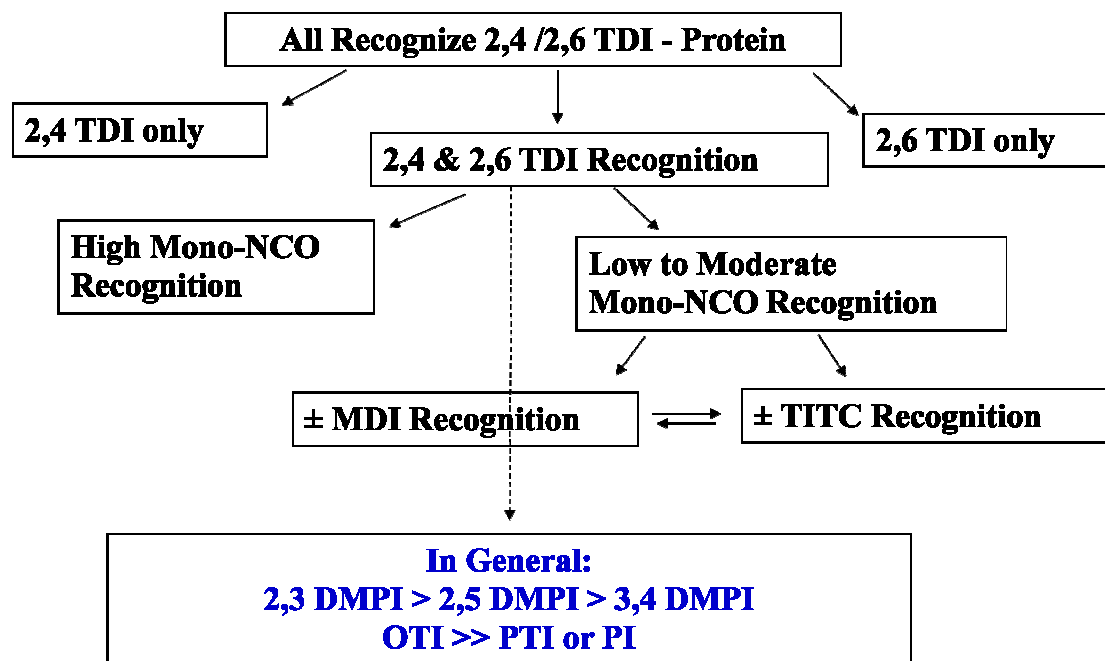 All Recognize 2,4 /2,6 TDI - Protein
2,4 TDI only
2,4 & 2,6 TDI Recognition
2,6 TDI only
High Mono-NCO
Recognition
Low to Moderate
Mono-NCO Recognition
± MDI Recognition
± TITC Recognition
In General:
2,3 DMPI > 2,5 DMPI > 3,4 DMPI
OTI >> PTI or PI